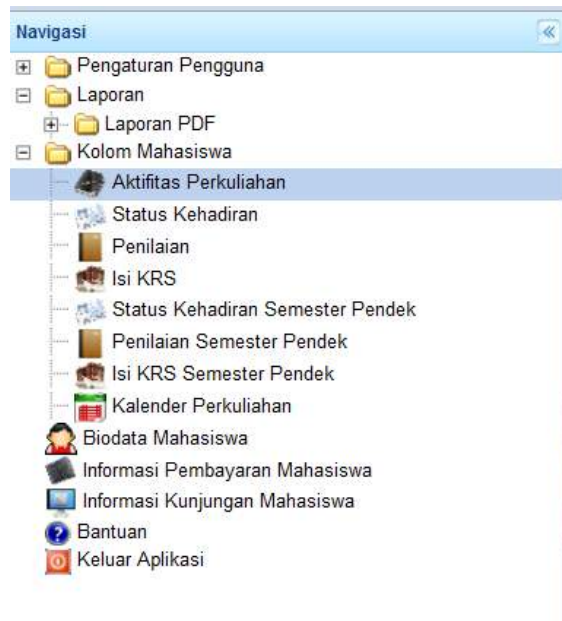 Navigasi
Pengaturan Pengguna
Laporan
Laporan PDF
Kolom Mahasiswa
Aktifitas Perkuliahan
Status Kehadiran
Penilaian
Isi KRS
Status Kehadiran Semester Pendek
Penilaian Semester Pendek
Isi KRS Semester Pendek
Kalender Perkuliahan
Biodata Mahasiswa
Informasi Pembayaran Mahasiswa
Informasi Kunjungan Mahasiswa
Bantuan
Keluar Aplikasi